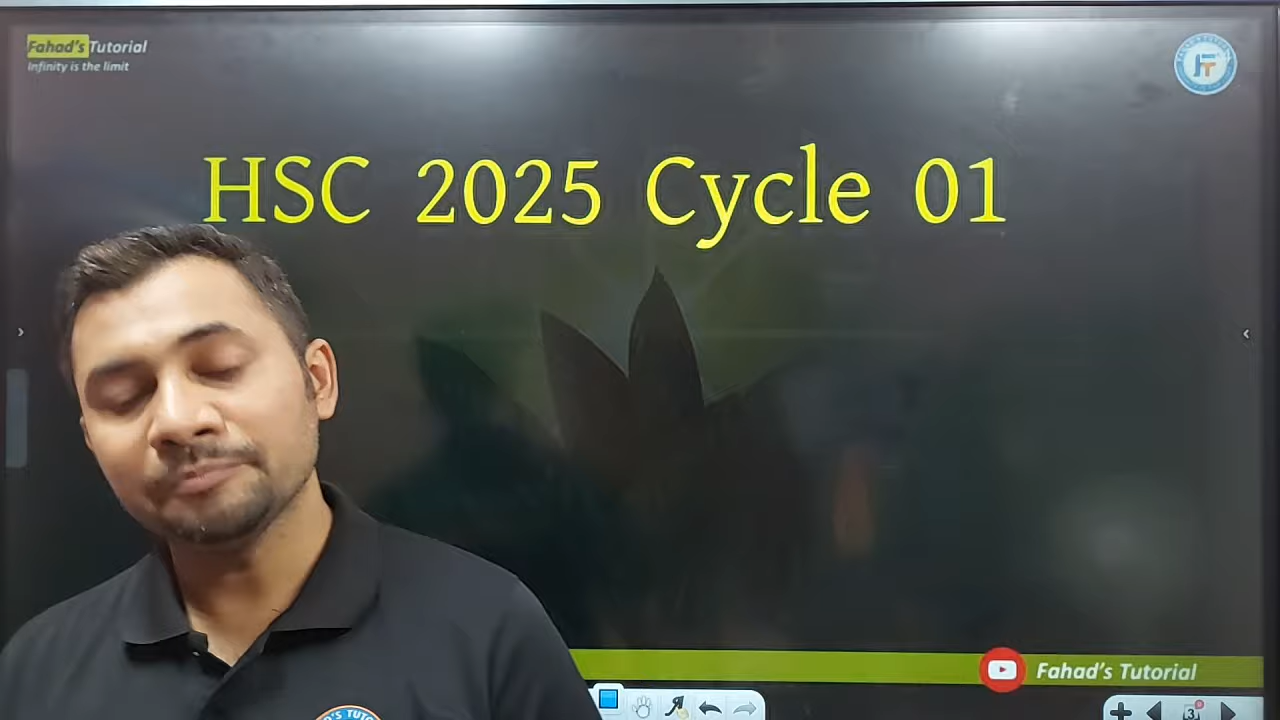 Fahad's Tutorial
Infinity is the limit
HSC 2025 Cycle 01
Fahad's Tutorial